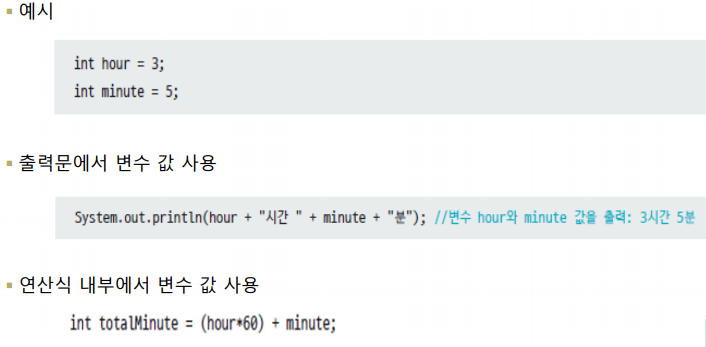 ▪ 예시
int hour = 3;
int minute = 5;
▪ 출력문에서 변수 값 사용
System.out.println(hour + "시간 " + minute + "분"); //변수 hour와 minute 값을 출력: 3시간 5분
▪ 연산식 내부에서 변수 값 사용
int totalMinute = (hour*60) + minute;